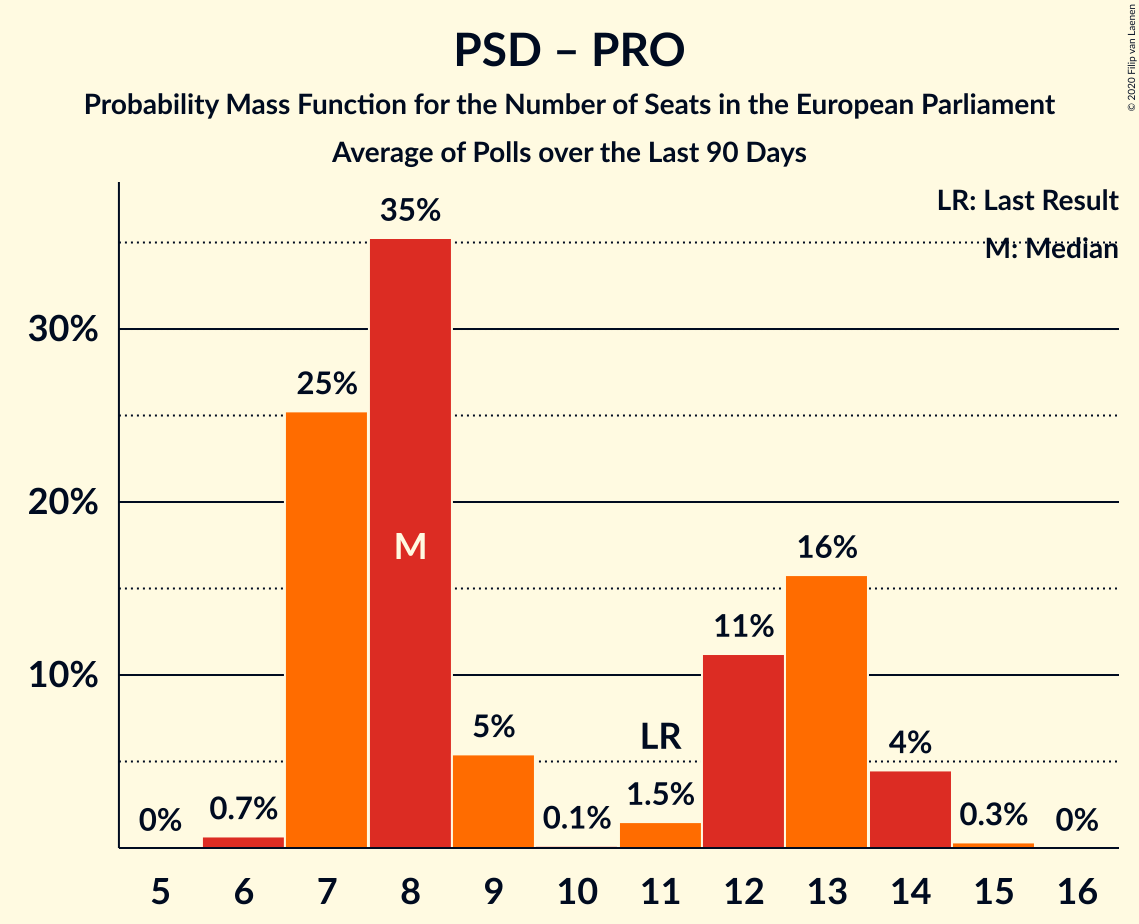 PSD – PRO
Probability Mass Function for the Number of Seats in the European Parliament
Average of Polls over the Last 90 Days
© 2020 Filip van Laenen
LR: Last Result
M: Median
30%
20%
10%
0%
0.7%
25%
35%
M
5%
0.1%
LR
1.5%
11%
16%
4%
0.3%
0%
5 6 7 8 9 10 11 12 13 14 15 16